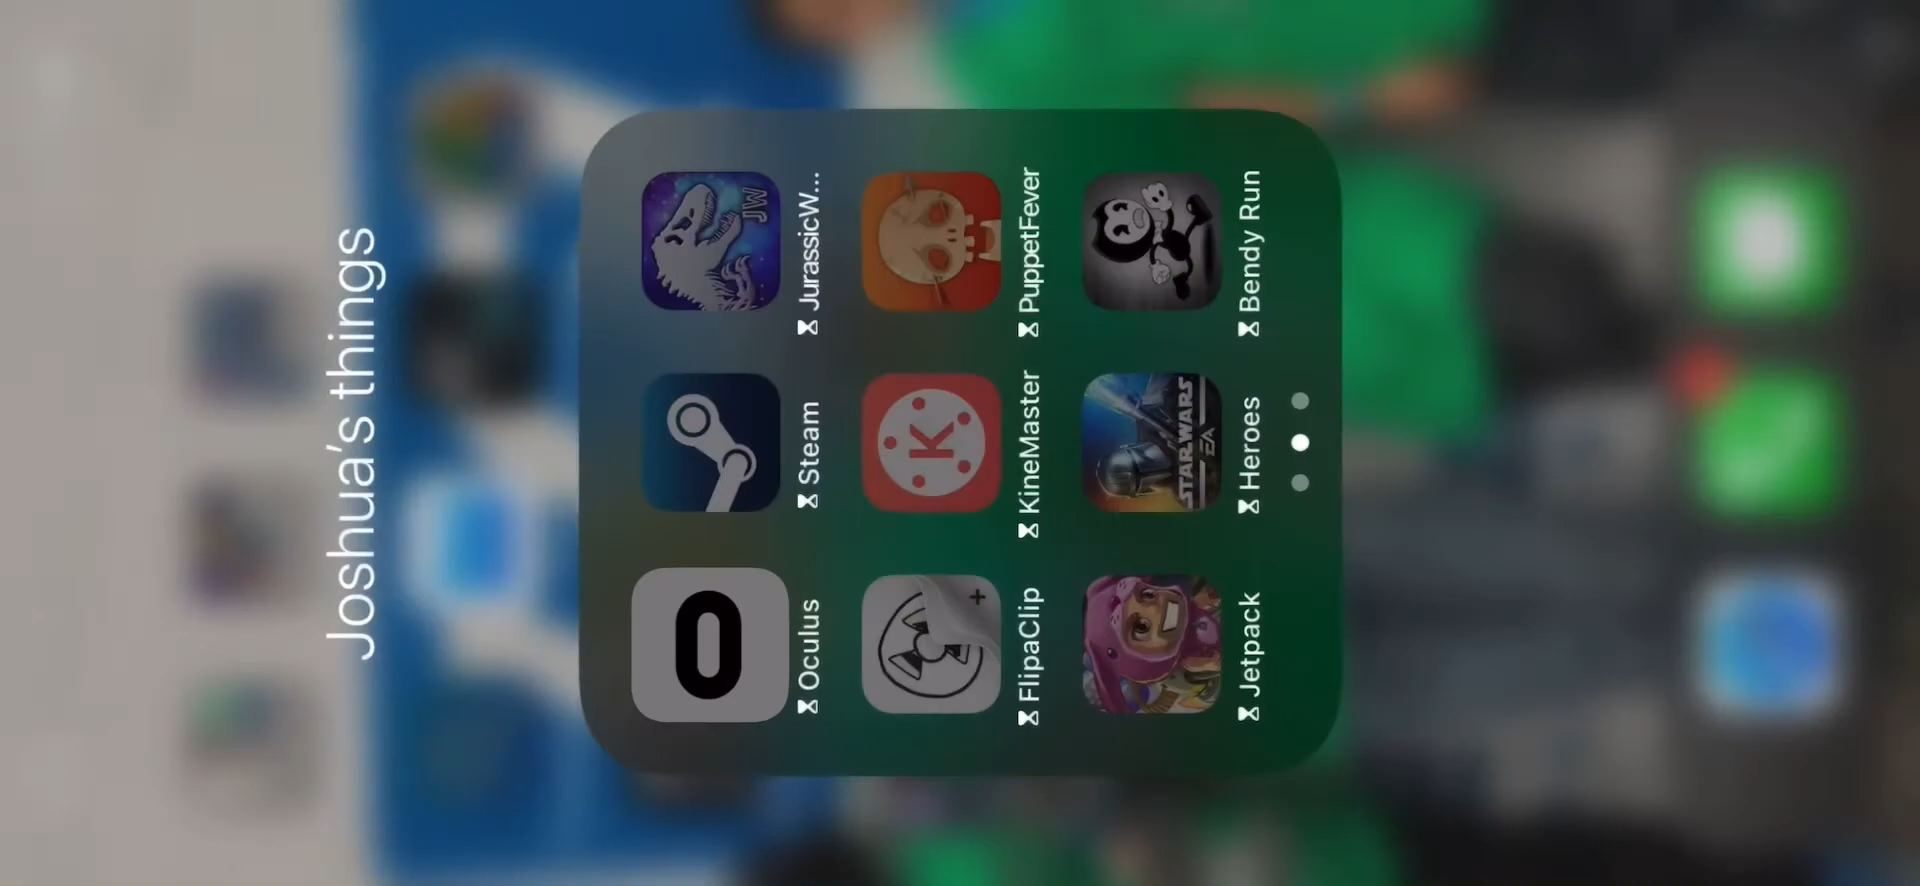 Joshua's things
Oculus
Steam
JurassicW...
FlipaClip
KineMaster
PuppetFever
Jetpack
Heroes
Bendy Run
JW
K
STAR WARS
EA